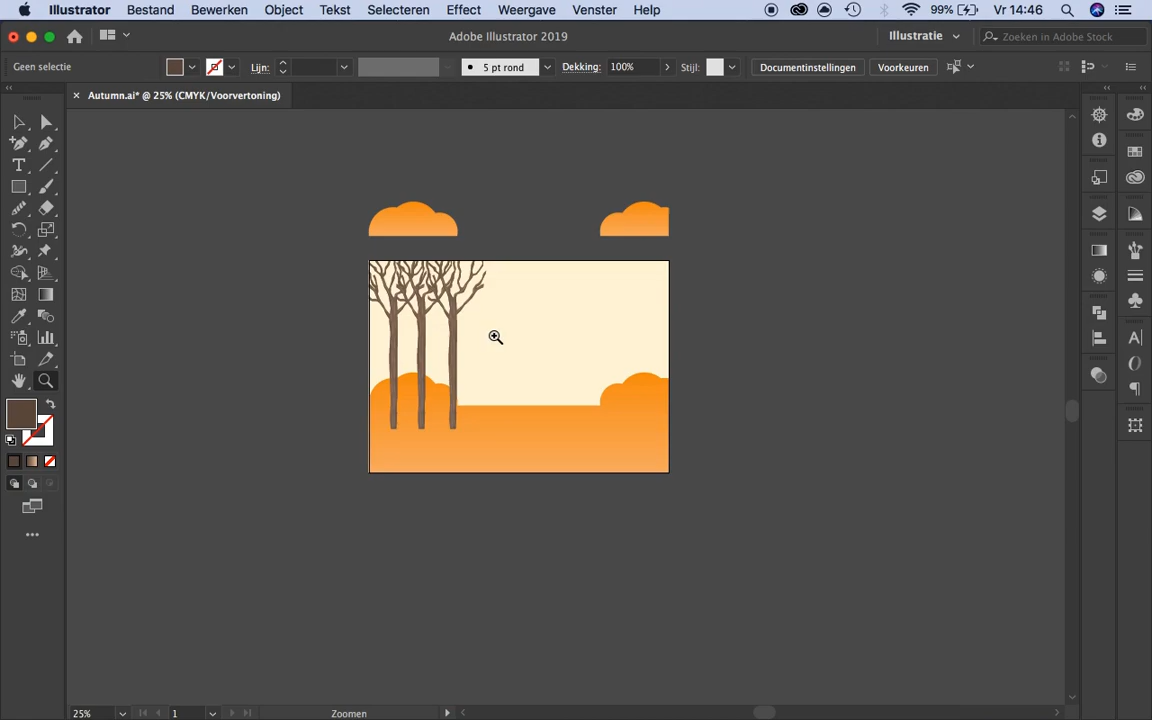 Illustrator Bestand Bewerken Object Tekst Selecteren Effect Weergave Venster Help 99% Vr 14:46
Adobe Illustrator 2019 Illustratie Zoeken in Adobe Stock
Geen selectie Lijn: 5 pt rond Dekking: 100% Stijl: Documentinstellingen Voorkeuren
Autumn.ai* @ 25% (CMYK/Voorvertoning)
25% 1 Zoomen